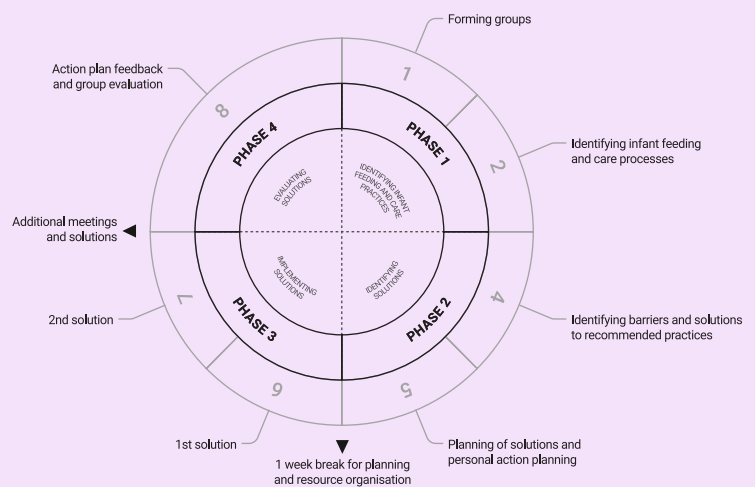 Forming groups
1
Action plan feedback
and group evaluation
8
PHASE 4
PHASE 1
2
Identifying infant feeding
and care processes
EVALUATING
SOLUTIONS
IDENTIFYING INFANT
FEEDING AND CARE
PRACTICES
Additional meetings
and solutions
IMPLEMENTING
SOLUTIONS
IDENTIFYING
SOLUTIONS
7
PHASE 3
PHASE 2
4
2nd solution
Identifying barriers and solutions
to recommended practices
6
5
1st solution
Planning of solutions and
personal action planning
1 week break for planning
and resource organisation